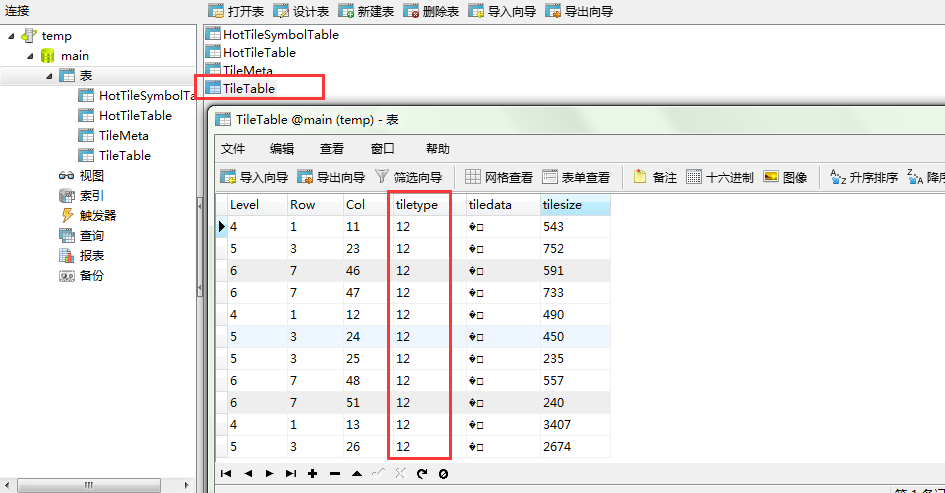 连接
打开表 设计表 新建表 删除表 导入向导 导出向导
temp
main
表
HotTileSymbolTa
HotTileTable
TileMeta
TileTable
视图
索引
触发器
查询
报表
备份
HotTileSymbolTable
HotTileTable
TileMeta
TileTable
TileTable @main (temp) - 表
文件 编辑 查看 窗口 帮助
导入向导 导出向导 筛选向导 网格查看 表单查看 备注 十六进制 图像 升序排序 降序
Level Row Col tiletype tiledata tilesize
4 1 11 12 �□ 543
5 3 23 12 �□ 752
6 7 46 12 �□ 591
6 7 47 12 �□ 733
4 1 12 12 �□ 490
5 3 24 12 �□ 450
5 3 25 12 �□ 235
6 7 48 12 �□ 557
6 7 51 12 �□ 240
4 1 13 12 �□ 3407
5 3 26 12 �□ 2674